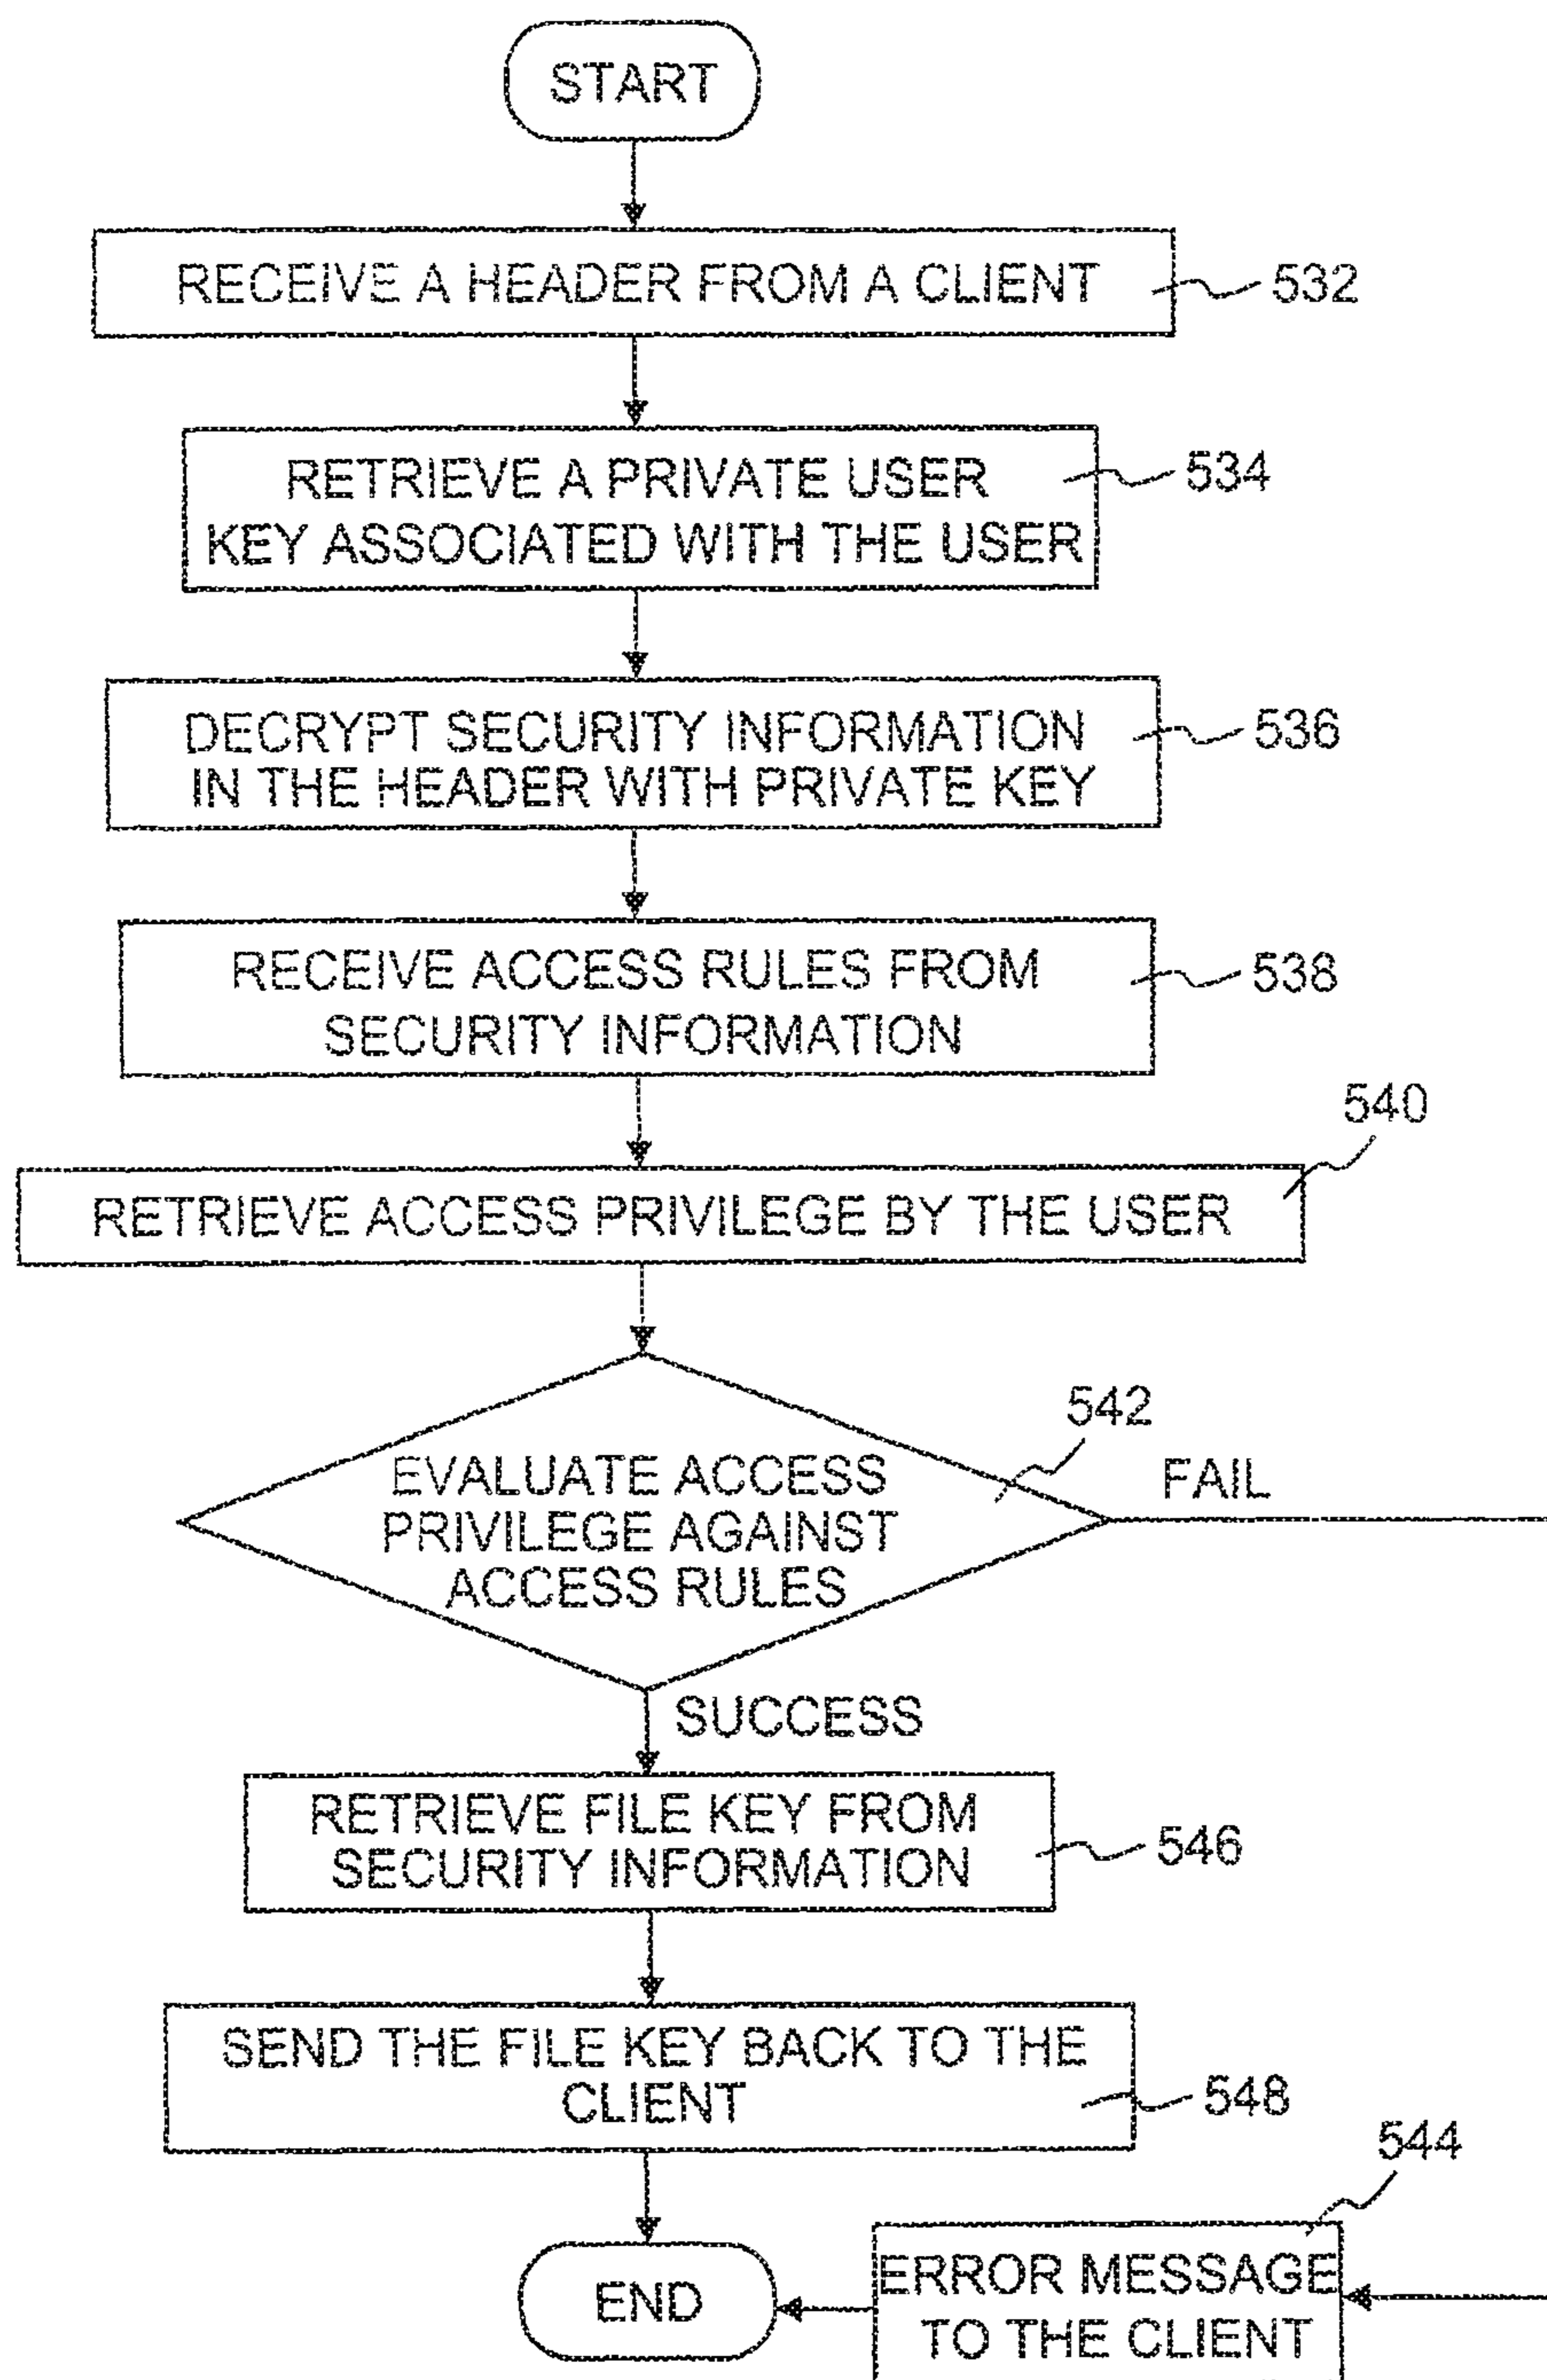 START
RECEIVE A HEADER FROM A CLIENT
532
RETRIEVE A PRIVATE USER
KEY ASSOCIATED WITH THE USER
534
DECRYPT SECURITY INFORMATION
IN THE HEADER WITH PRIVATE KEY
536
RECEIVE ACCESS RULES FROM
SECURITY INFORMATION
538
540
RETRIEVE ACCESS PRIVILEGE BY THE USER
542
EVALUATE ACCESS
PRIVILEGE AGAINST
ACCESS RULES
FAIL
SUCCESS
RETRIEVE FILE KEY FROM
SECURITY INFORMATION
546
SEND THE FILE KEY BACK TO THE
CLIENT
548
544
ERROR MESSAGE
TO THE CLIENT
END